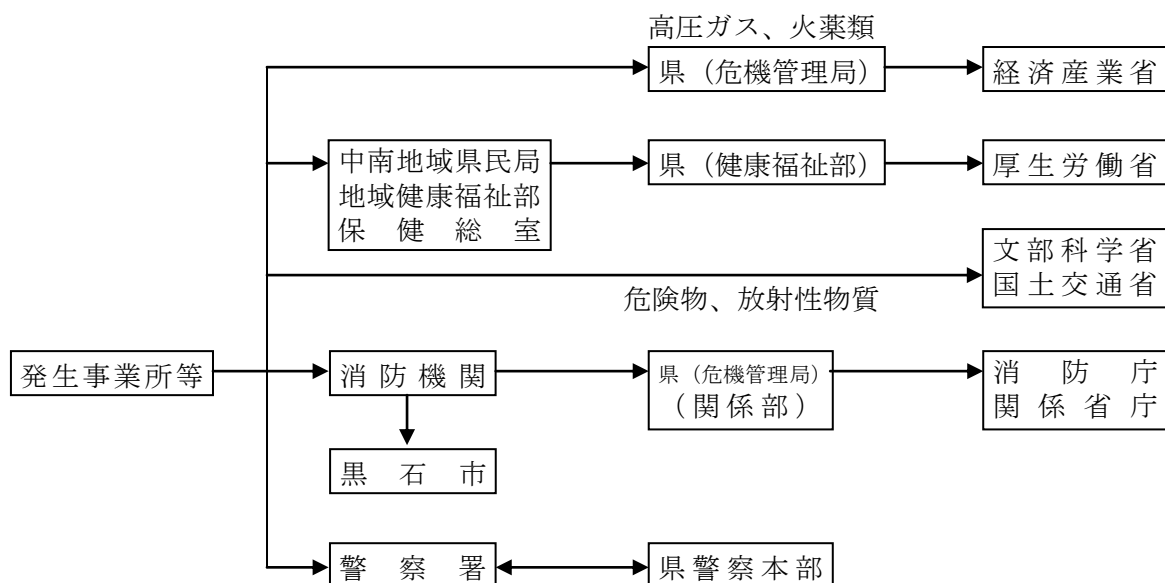 高圧ガス、火薬類
県（危機管理局）
経済産業省
中南地域県民局
地域健康福祉部
保健総室
県（健康福祉部）
厚生労働省
文部科学省
国土交通省
危険物、放射性物質
発生事業所等
消防機関
県（危機管理局）
（関係部）
消防庁
関係省庁
黒石市
警察署
県警察本部